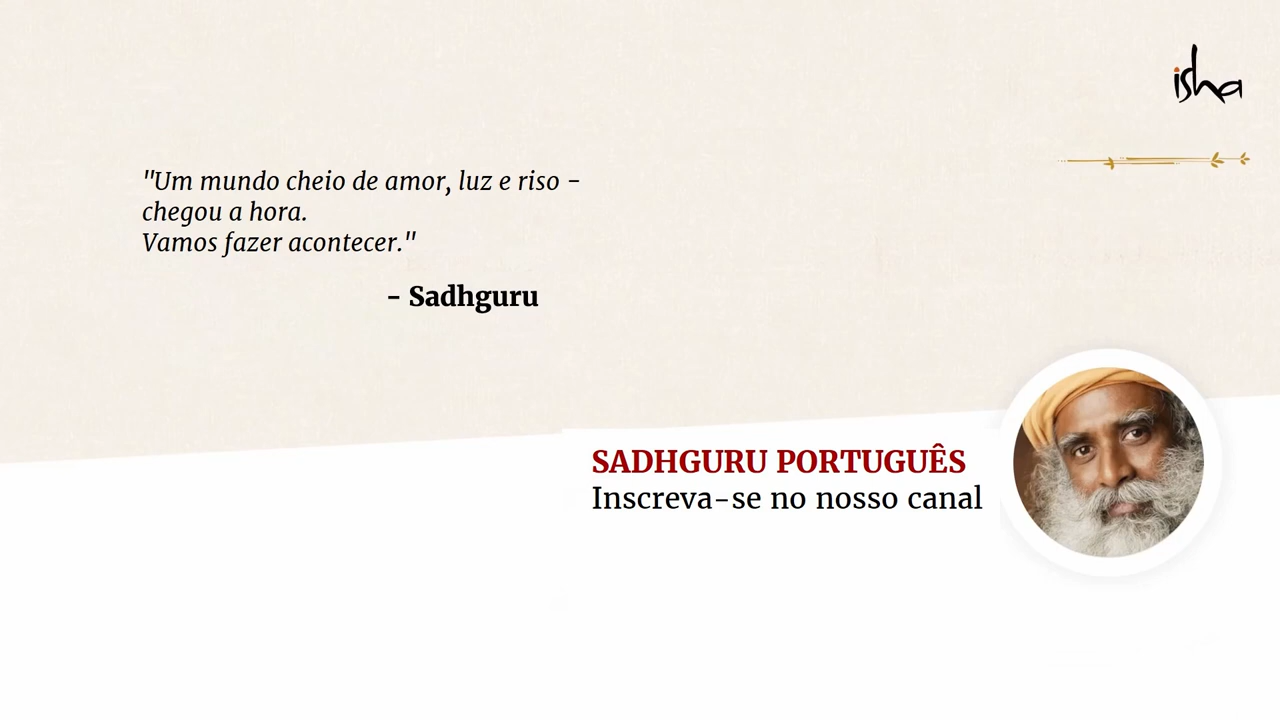 isha
"Um mundo cheio de amor, luz e riso –
chegou a hora.
Vamos fazer acontecer."
– Sadhguru
SADHGURU PORTUGUÊS
Inscreva-se no nosso canal